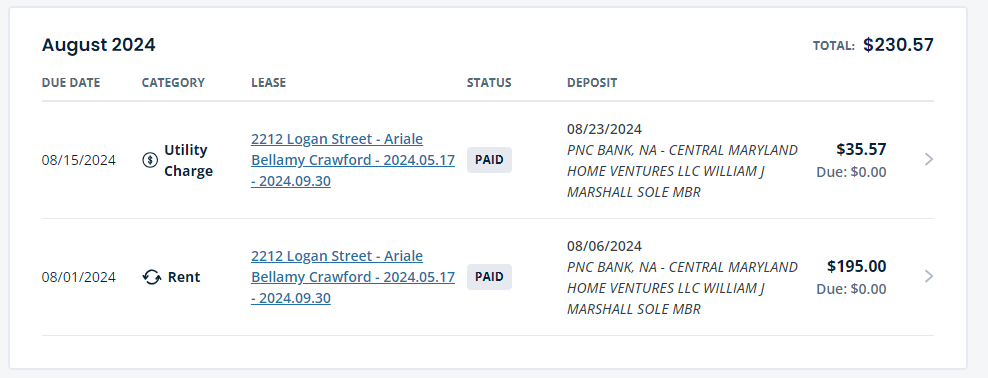 August 2024
TOTAL: $230.57
DUE DATE CATEGORY LEASE STATUS DEPOSIT
08/15/2024
Utility
Charge
2212 Logan Street - Ariale
Bellamy Crawford - 2024.05.17
- 2024.09.30
PAID
08/23/2024
PNC BANK, NA - CENTRAL MARYLAND
HOME VENTURES LLC WILLIAM J
MARSHALL SOLE MBR
$35.57
Due: $0.00
08/01/2024
Rent
2212 Logan Street - Ariale
Bellamy Crawford - 2024.05.17
- 2024.09.30
PAID
08/06/2024
PNC BANK, NA - CENTRAL MARYLAND
HOME VENTURES LLC WILLIAM J
MARSHALL SOLE MBR
$195.00
Due: $0.00